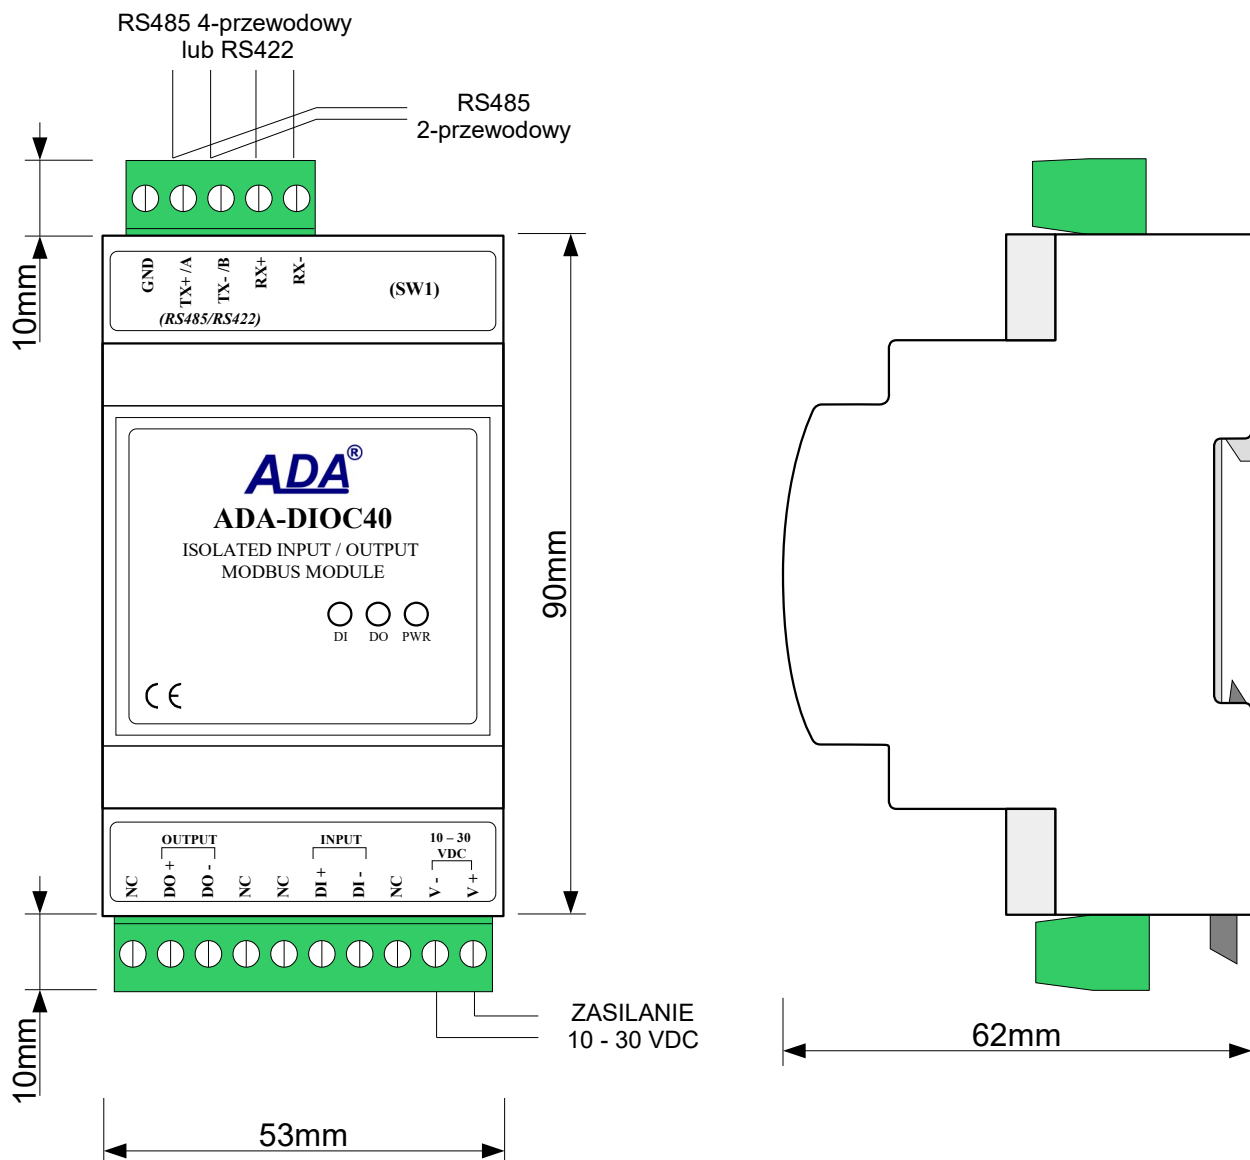 RS485 4-przewodowy
lub RS422
RS485
2-przewodowy
10mm
GND
TX+ /A
TX- /B
RX+
RX-
(SW1)
(RS485/RS422)
ADA®
ADA-DIOC40
ISOLATED INPUT / OUTPUT
MODBUS MODULE
DI DO PWR
CE
90mm
OUTPUT INPUT 10 – 30
VDC
NC
DO +
DO -
NC
NC
DI +
DI -
NC
V -
V +
10mm
ZASILANIE
10 - 30 VDC
53mm
62mm